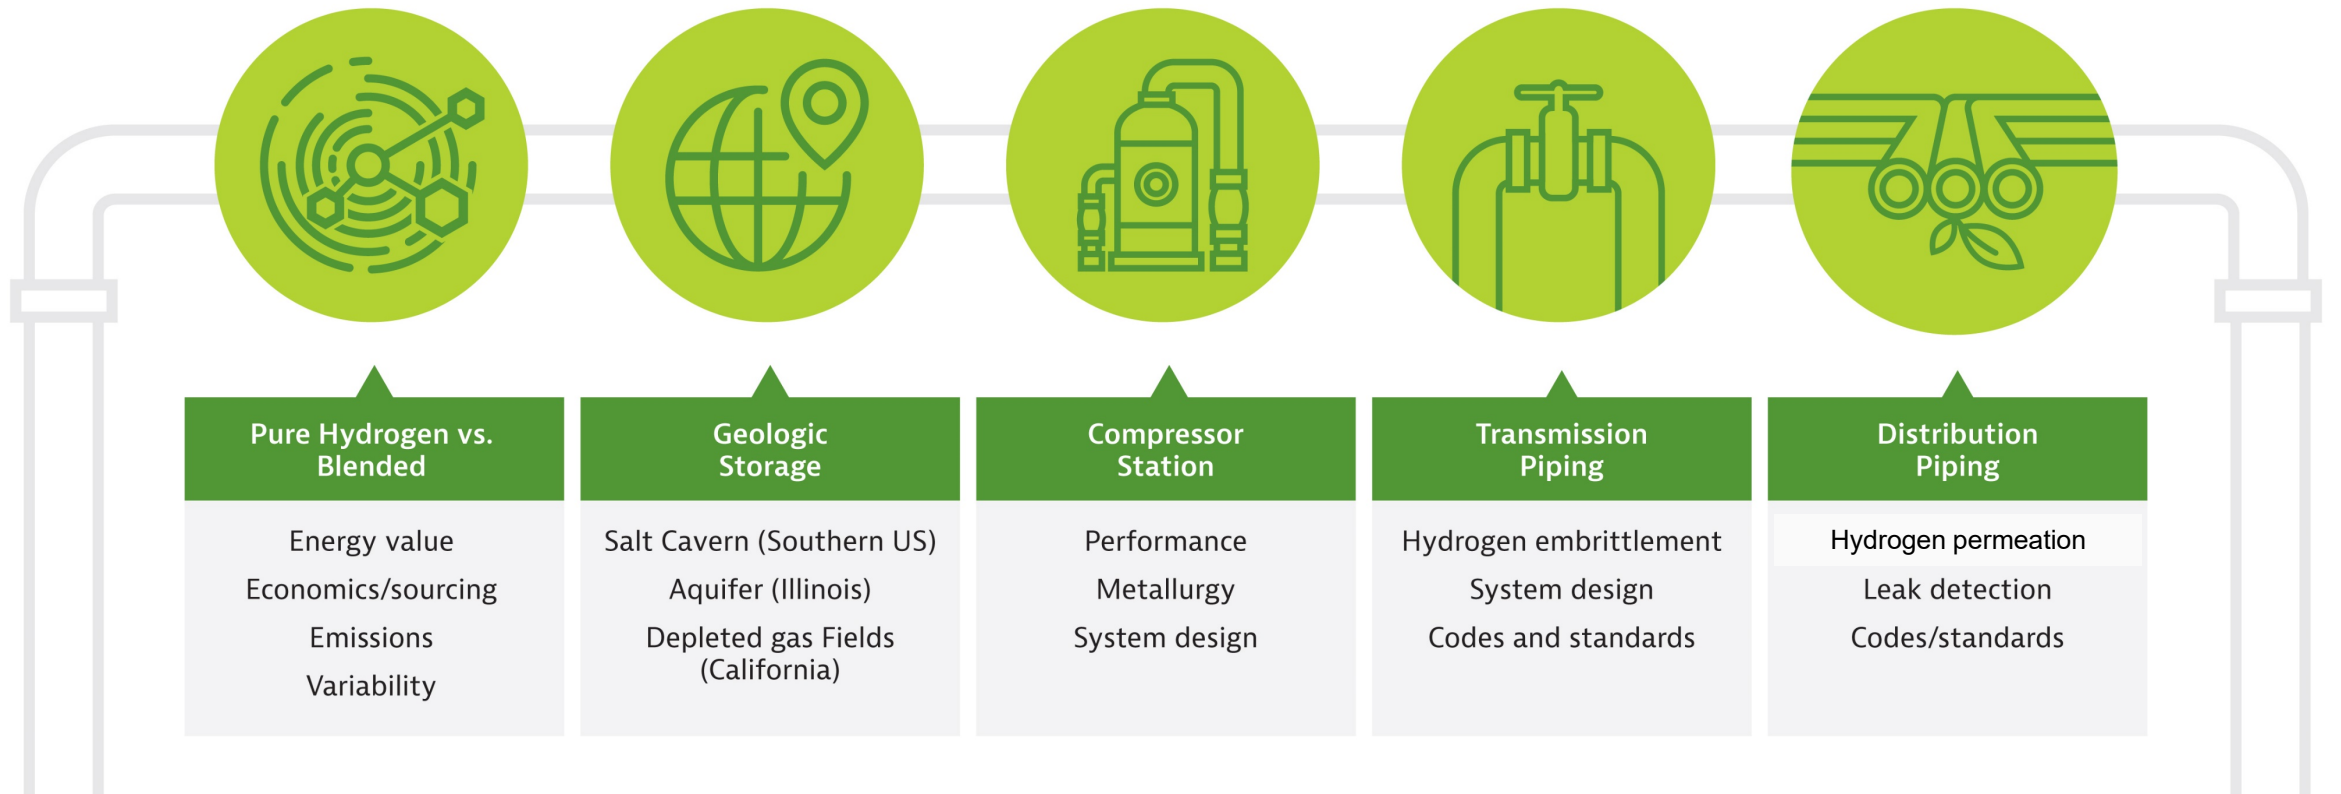 Pure Hydrogen vs.
Blended
Energy value
Economics/sourcing
Emissions
Variability
Geologic
Storage
Salt Cavern (Southern US)
Aquifer (Illinois)
Depleted gas Fields
(California)
Compressor
Station
Performance
Metallurgy
System design
Transmission
Piping
Hydrogen embrittlement
System design
Codes and standards
Distribution
Piping
Hydrogen permeation
Leak detection
Codes/standards